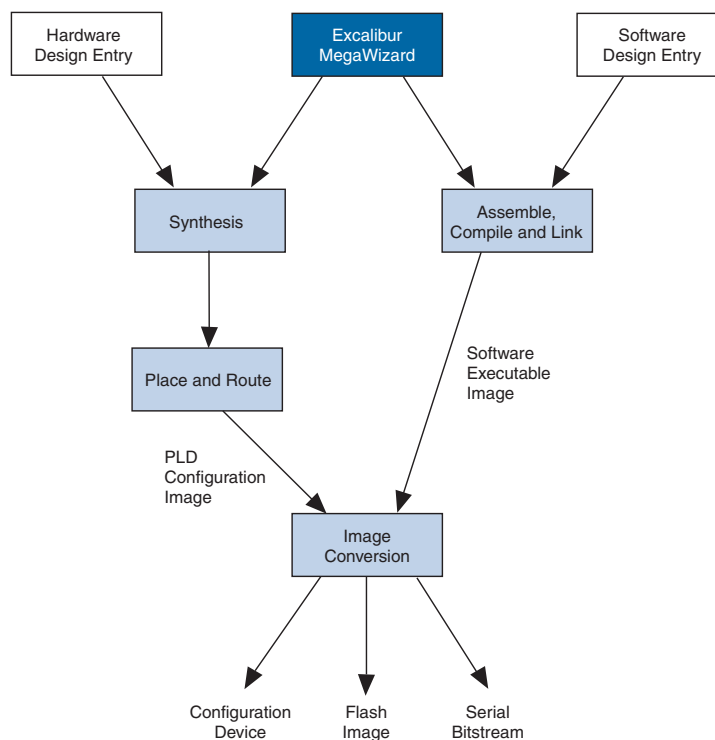 Hardware
Design Entry
Excalibur
MegaWizard
Software
Design Entry
Synthesis
Assemble,
Compile and Link
Place and Route
Software
Executable
Image
PLD
Configuration
Image
Image
Conversion
Configuration
Device
Flash
Image
Serial
Bitstream